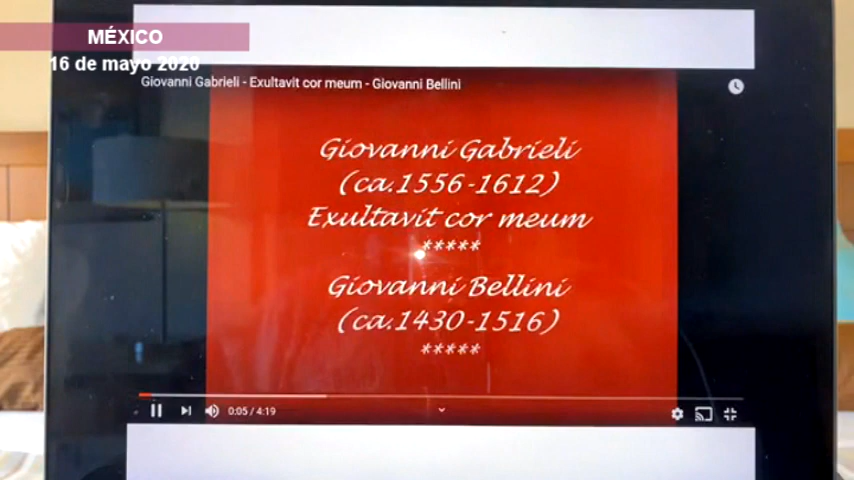 MÉXICO
16 de mayo 2020
Giovanni Gabrieli - Exultavit cor meum - Giovanni Bellini
Giovanni Gabrieli
(ca.1556-1612)
Exultavit cor meum
*****
Giovanni Bellini
(ca.1430-1516)
*****
0:05 / 4:19